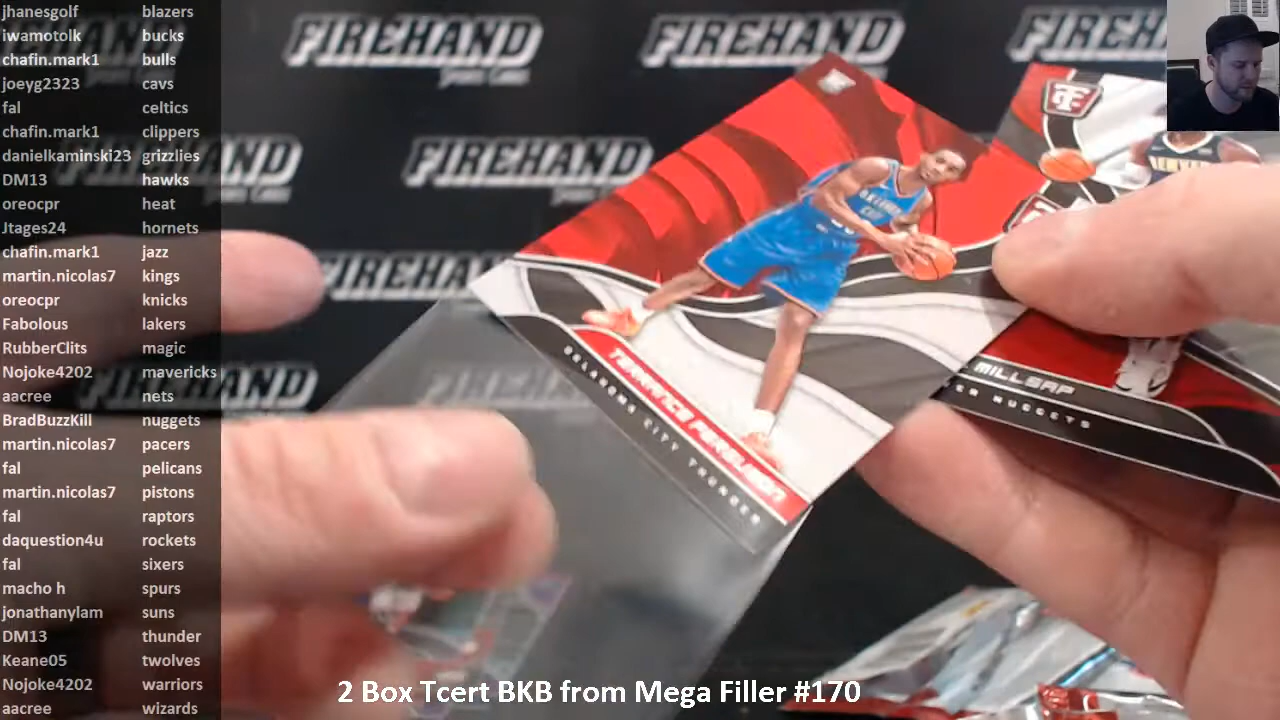 jhanesgolf blazers
iwamotolk bucks
chafin.mark1 bulls
joeyg2323 cavs
fal celtics
chafin.mark1 clippers
danielkaminski23 grizzlies
DM13 hawks
oreocpr heat
Jtages24 hornets
chafin.mark1 jazz
martin.nicolas7 kings
oreocpr knicks
Fabolous lakers
RubberClits magic
Nojoke4202 mavericks
aacree nets
BradBuzzKill nuggets
martin.nicolas7 pacers
fal pelicans
martin.nicolas7 pistons
fal raptors
daquestion4u rockets
fal sixers
macho h spurs
jonathanylam suns
DM13 thunder
Keane05 twolves
Nojoke4202 warriors
aacree wizards
FIREHAND
FIREHAND
FIREHAND
FIREHAND
FIREHAND
TERRANCE FERGUSON
OKLAHOMA CITY THUNDER
MILLSAP
NUGGETS
2 Box Tcert BKB from Mega Filler #170